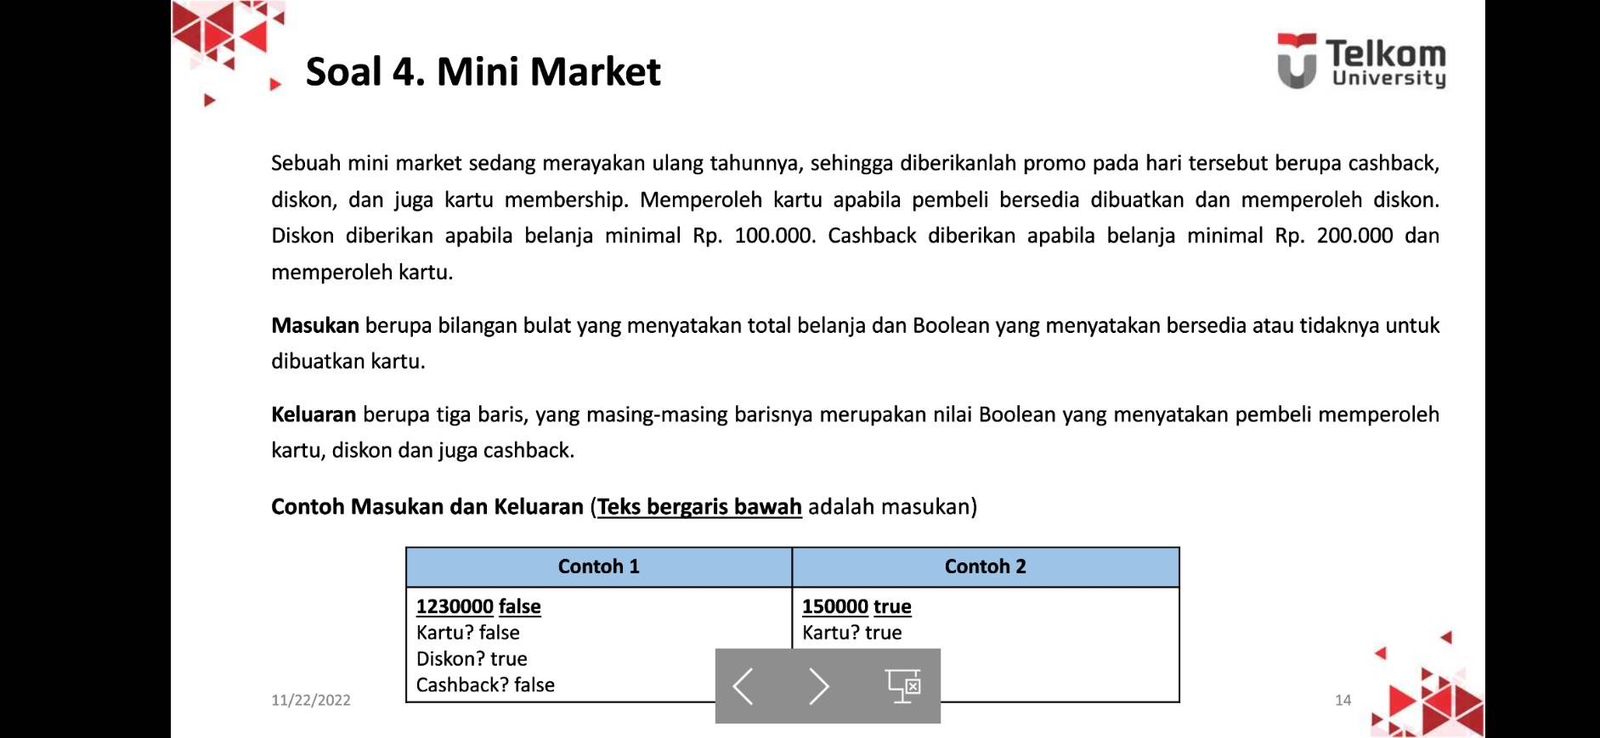 Soal 4. Mini Market
Telkom
University
Sebuah mini market sedang merayakan ulang tahunnya, sehingga diberikanlah promo pada hari tersebut berupa cashback,
diskon, dan juga kartu membership. Memperoleh kartu apabila pembeli bersedia dibuatkan dan memperoleh diskon.
Diskon diberikan apabila belanja minimal Rp. 100.000. Cashback diberikan apabila belanja minimal Rp. 200.000 dan
memperoleh kartu.
Masukan berupa bilangan bulat yang menyatakan total belanja dan Boolean yang menyatakan bersedia atau tidaknya untuk
dibuatkan kartu.
Keluaran berupa tiga baris, yang masing-masing barisnya merupakan nilai Boolean yang menyatakan pembeli memperoleh
kartu, diskon dan juga cashback.
Contoh Masukan dan Keluaran (Teks bergaris bawah adalah masukan)
Contoh 1
Contoh 2
1230000 false
Kartu? false
Diskon? true
Cashback? false
150000 true
Kartu? true
11/22/2022
14